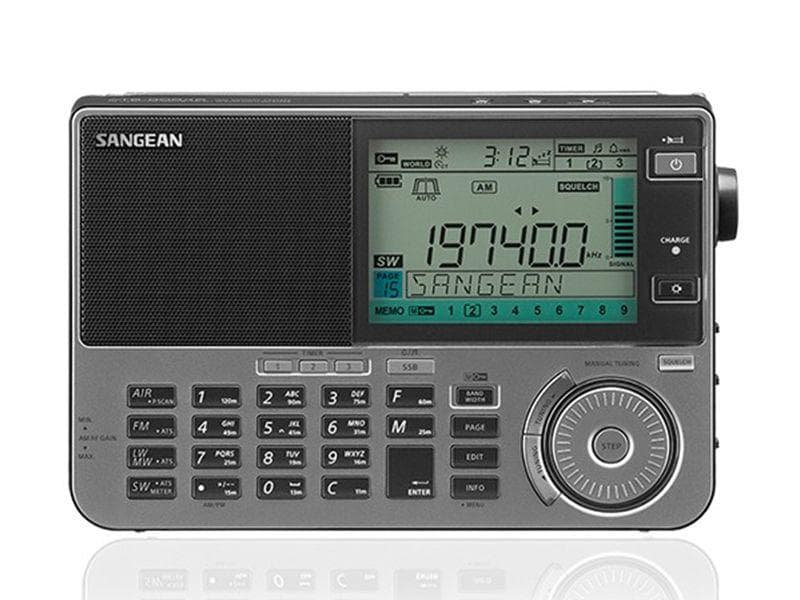 SANGEAN
WORLD
3:12
TIMER
1 2 3
AUTO
AM
SQUELCH
19740.0 kHz
SW
SIGNAL
PAGE
15
SANGEAN
MEMO 1 2 3 4 5 6 7 8 9
CHARGE
TIMER
1 2 3
SSB
MANUAL TUNING
SQUELCH
AIR • P.SCAN
1 120m
2 ABC 90m
3 DEF 75m
F 60m
BAND WIDTH
MIN.
AM RF GAIN
MAX.
FM • ATS
4 GHI 49m
5 JKL 41m
6 MNO 31m
M 25m
PAGE
TUNING
TUNING
STEP
LW
MW • ATS
7 PQRS 21m
8 TUV 19m
9 WXYZ 16m
ENTER
EDIT
SW • ATS
METER
• 15m
0 13m
C 11m
INFO
AM/PM
• MENU